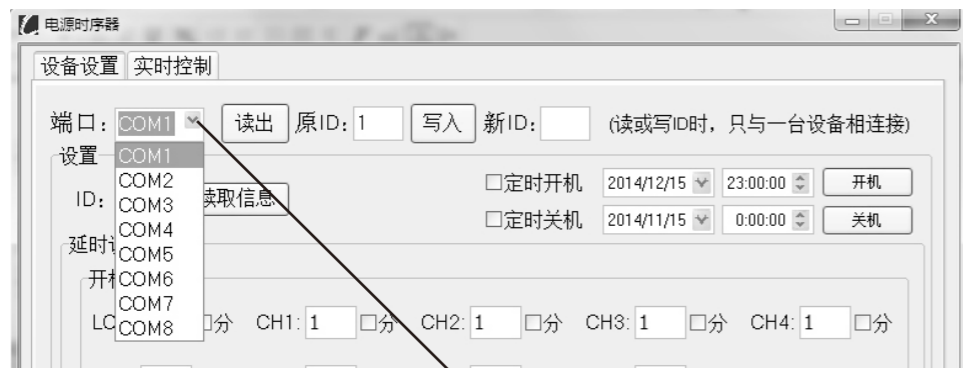 电源时序器
设备设置 实时控制
端口: COM1 读出 原ID: 1 写入 新ID: (读或写ID时，只与一台设备相连接)
设置
COM1
COM2
COM3
COM4
COM5
COM6
COM7
COM8
ID: 读取信息
□定时开机 2014/12/15 23:00:00 开机
□定时关机 2014/11/15 0:00:00 关机
延时
开机
LC □分 CH1: 1 □分 CH2: 1 □分 CH3: 1 □分 CH4: 1 □分